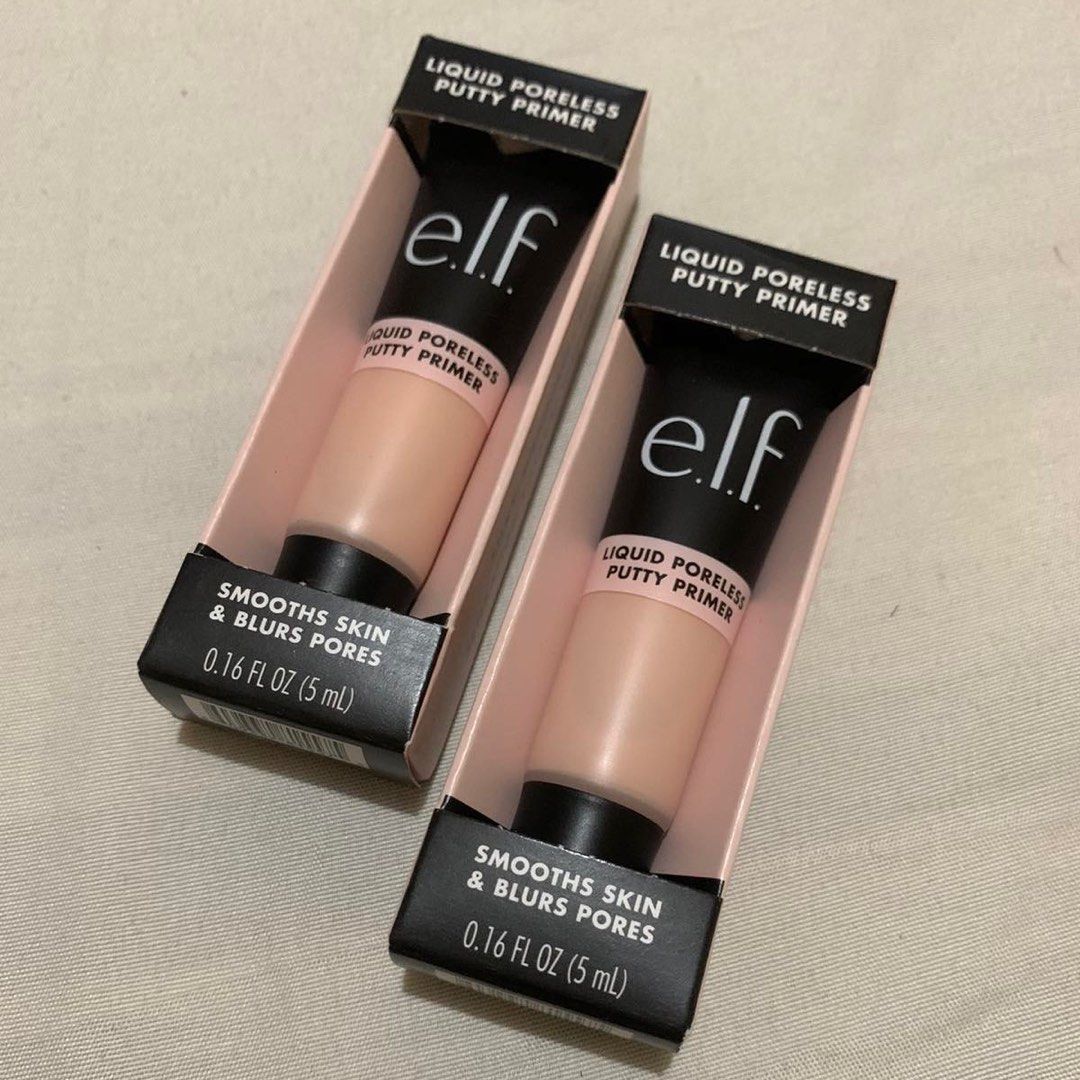 LIQUID PORELESS
PUTTY PRIMER
e.l.f.
LIQUID PORELESS
PUTTY PRIMER
SMOOTHS SKIN
& BLURS PORES
0.16 FL OZ (5 mL)
LIQUID PORELESS
PUTTY PRIMER
e.l.f.
LIQUID PORELESS
PUTTY PRIMER
SMOOTHS SKIN
& BLURS PORES
0.16 FL OZ (5 mL)